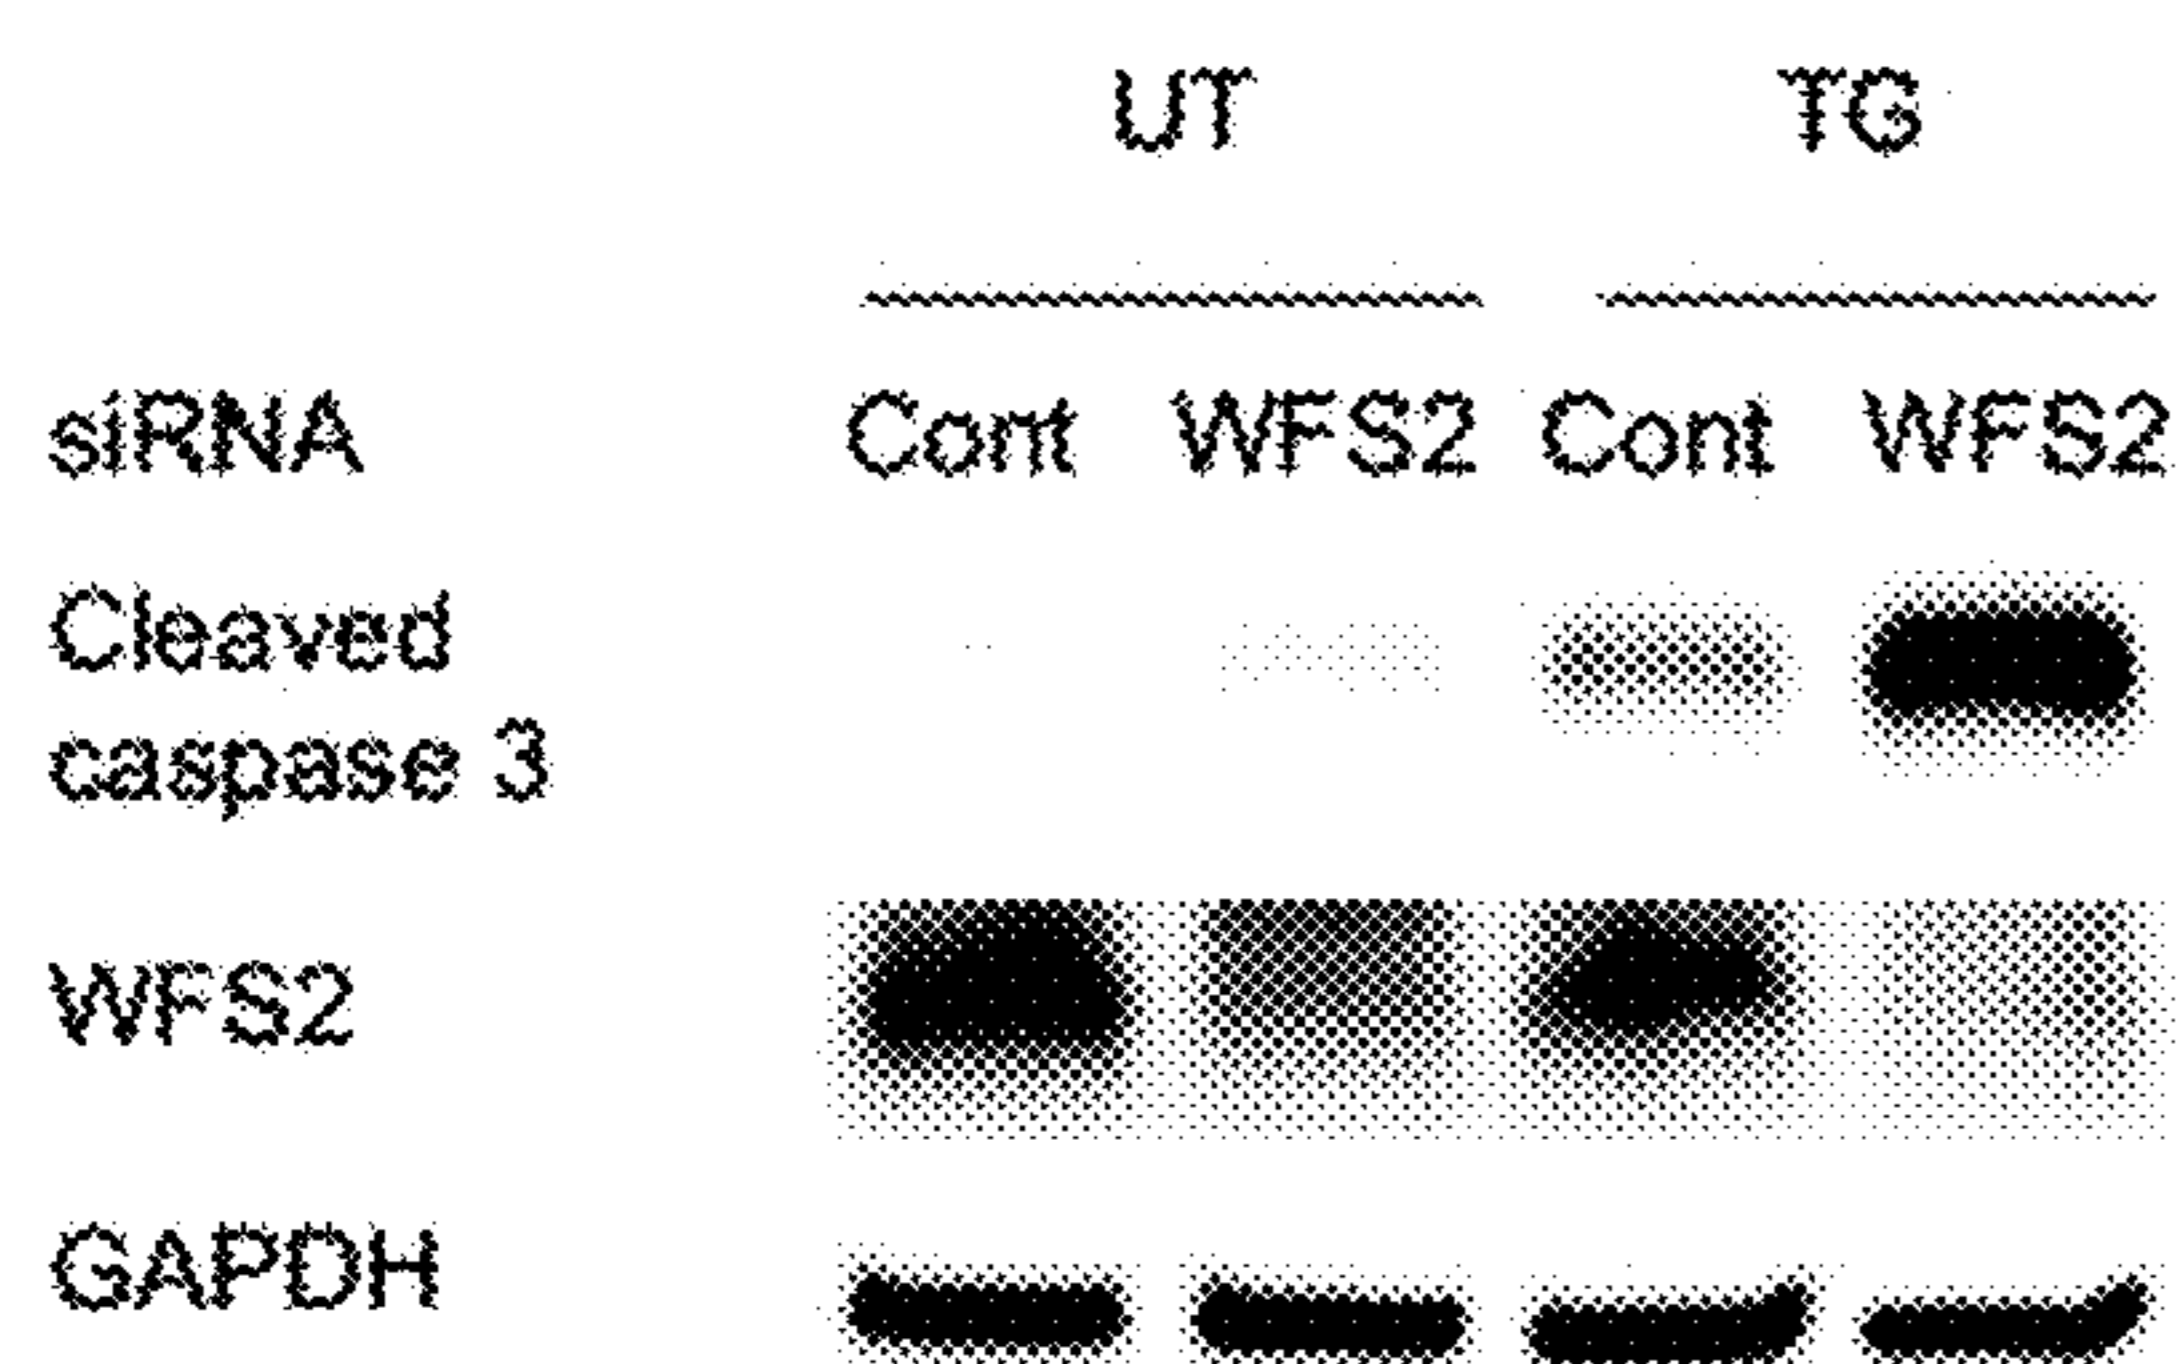 UT TG
siRNA Cont WFS2 Cont WFS2
Cleaved
caspase 3
WFS2
GAPDH